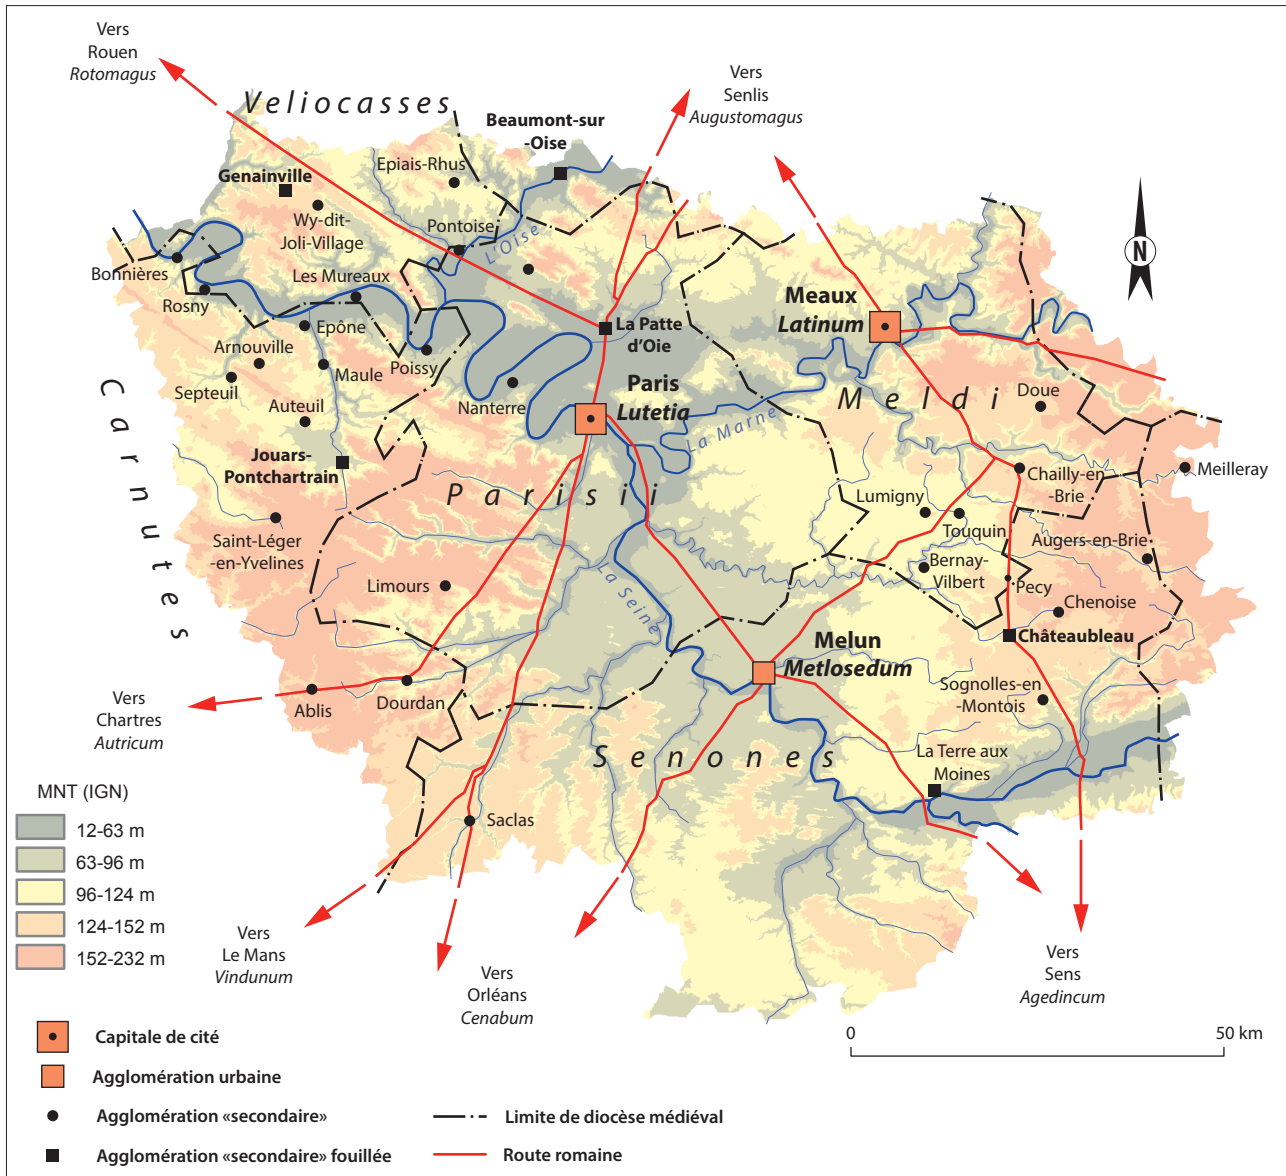 Vers
Rouen
Rotomagus
Veliocasses
Vers
Senlis
Augustomagus
Beaumont-sur
-Oise
Epiais-Rhus
Genainville
Wy-dit-
Joli-Village
Pontoise
L'Oise
N
Bonnières
Rosny
Les Mureaux
Meaux
Latinum
Epône
La Patte
d'Oie
Arnouville
Poissy
Maule
Septeuil
Paris
Lutetia
Nanterre
Auteuil
Meldi
Doue
La Marne
Carnutes
Jouars-
Pontchartrain
Parisii
Chailly-en
-Brie
Meilleray
Lumigny
Touquin
Saint-Léger
-en-Yvelines
Augers-en-Brie
Bernay-
Vilbert
Limours
La Seine
Pecy
Chenoise
Châteaubleau
Melun
Metlosedum
Vers
Chartres
Autricum
Ablis
Dourdan
Sognolles-en
-Montois
Senones
La Terre aux
Moines
MNT (IGN)
12-63 m
63-96 m
96-124 m
124-152 m
152-232 m
Saclas
Vers
Le Mans
Vindunum
Vers
Orléans
Cenabum
Vers
Sens
Agedincum
0 50 km
Capitale de cité
Agglomération urbaine
Agglomération «secondaire»
Limite de diocèse médiéval
Agglomération «secondaire» fouillée
Route romaine